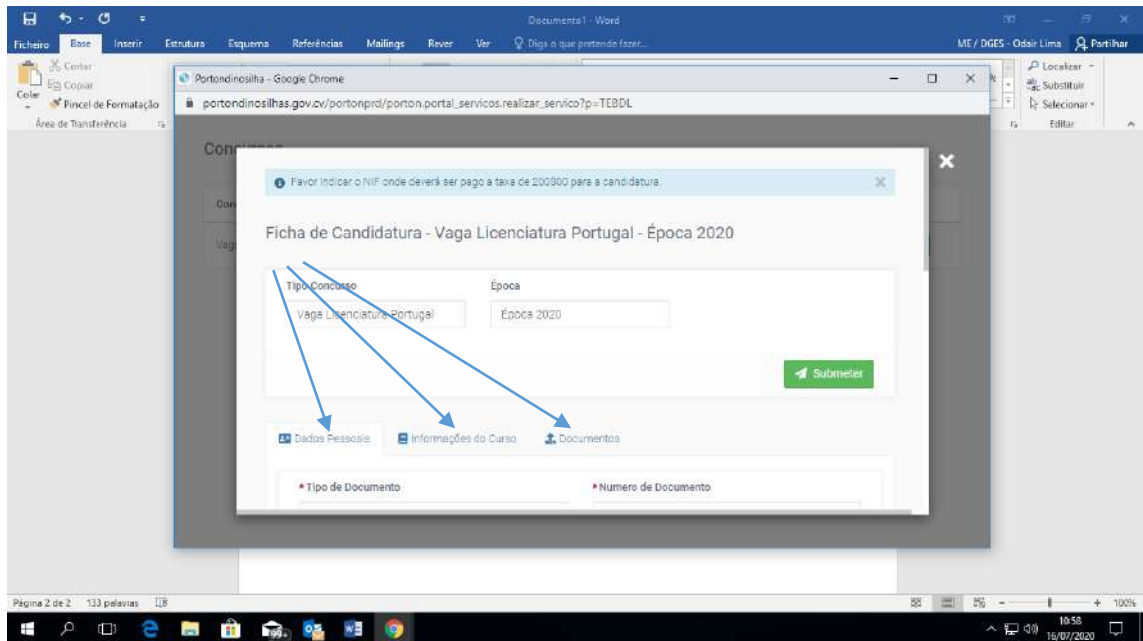 Documento1 - Word
Ficheiro Base Inserir Estrutura Esquema Referências Mailings Rever Ver Diga o que pretende fazer...
ME / DGES - Odair Lima Partilhar
Cortar
Copiar
Colar
Pincel de Formatação
Área de Transferência
Localizar
Substituir
Selecionar
Editar
Portondinosilha - Google Chrome
portondinosilhas.gov.cv/portonprd/porton.portal_servicos.realizar_servico?p=TEBDL
Favor indicar o NIF onde deverá ser pago a taxa de 200$00 para a candidatura.
Ficha de Candidatura - Vaga Licenciatura Portugal - Época 2020
Tipo Concurso Época
Vaga Licenciatura Portugal Época 2020
Submeter
Dados Pessoais Informações do Curso Documentos
*Tipo de Documento *Numero de Documento
Página 2 de 2 133 palavras
100%
10:58
16/07/2020